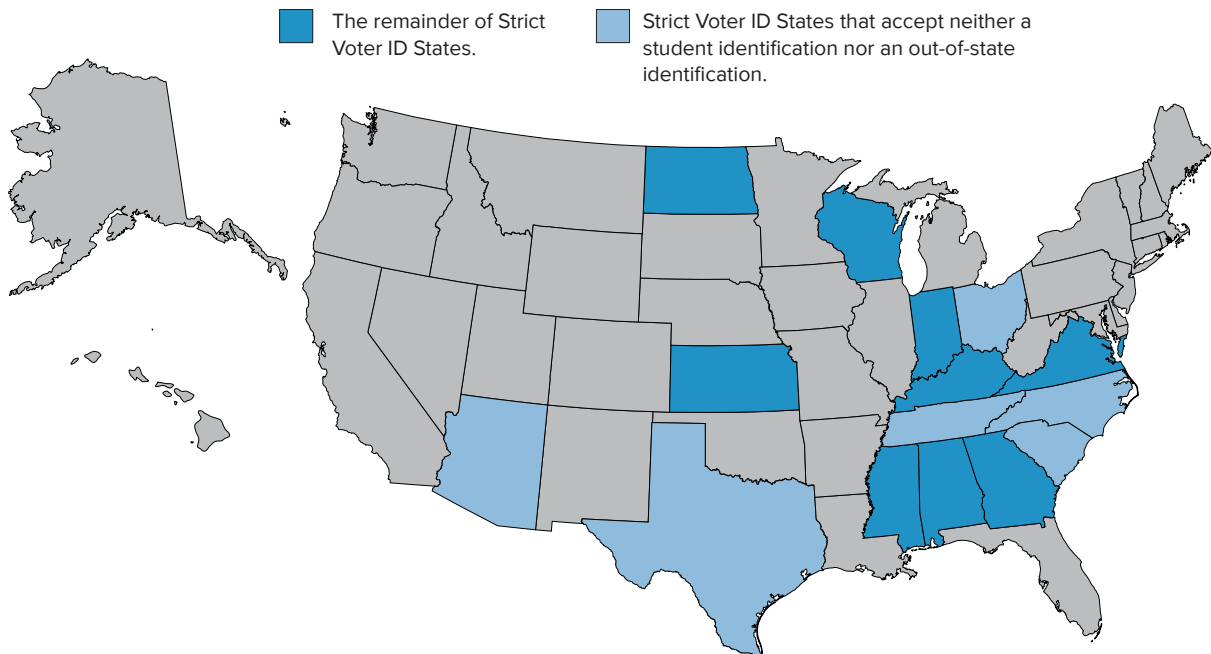 The remainder of Strict
Voter ID States.
Strict Voter ID States that accept neither a
student identification nor an out-of-state
identification.